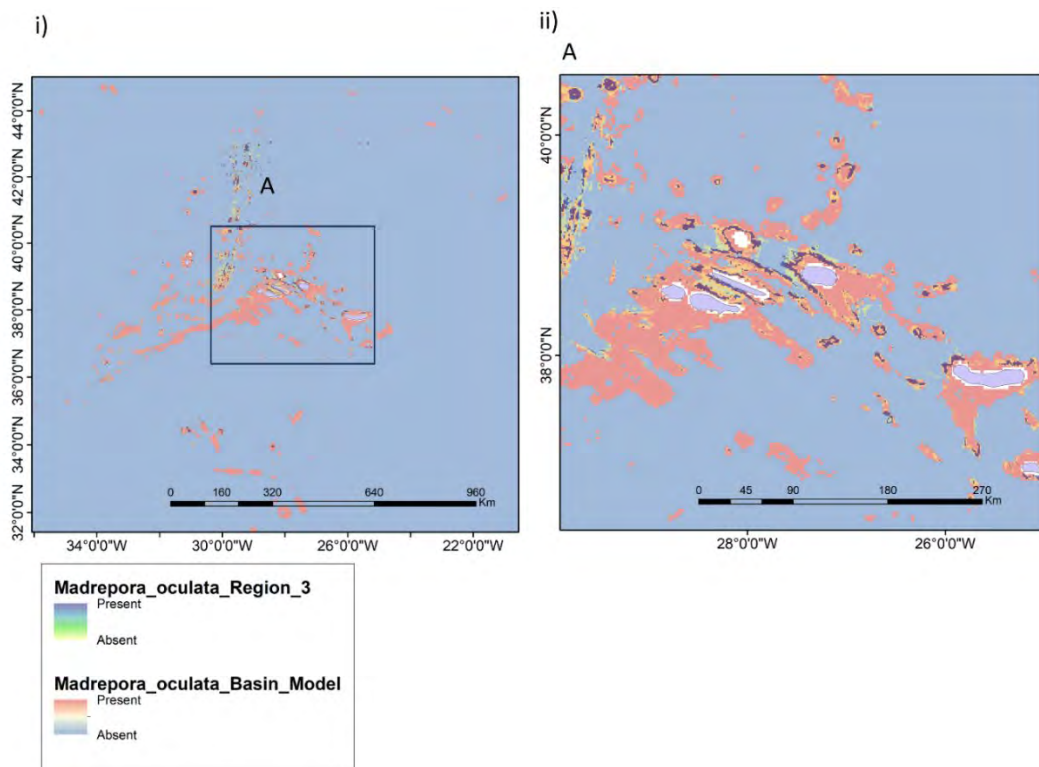 i)
ii)
A
44°0'0"N
42°0'0"N
40°0'0"N
38°0'0"N
36°0'0"N
34°0'0"N
32°0'0"N
A
0 160 320 640 960
Km
34°0'0"W 30°0'0"W 26°0'0"W 22°0'0"W
40°0'0"N
38°0'0"N
0 45 90 180 270
Km
28°0'0"W 26°0'0"W
Madrepora_oculata_Region_3
Present
Absent
Madrepora_oculata_Basin_Model
Present
Absent